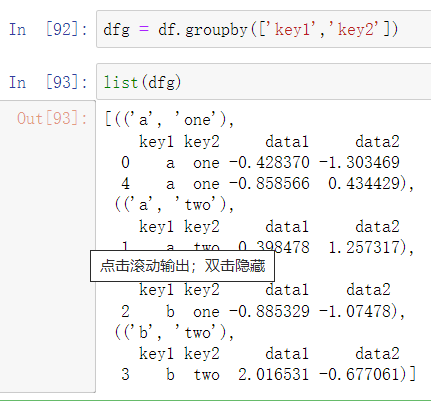 In [92]: dfg = df.groupby(['key1','key2'])
In [93]: list(dfg)
Out[93]: [(('a', 'one'),
key1 key2 data1 data2
0 a one -0.428370 -1.303469
4 a one -0.858566 0.434429),
(('a', 'two'),
key1 key2 data1 data2
1 a two 0.398478 1.257317),
点击滚动输出；双击隐藏
key1 key2 data1 data2
2 b one -0.885329 -1.07478),
(('b', 'two'),
key1 key2 data1 data2
3 b two 2.016531 -0.677061)]